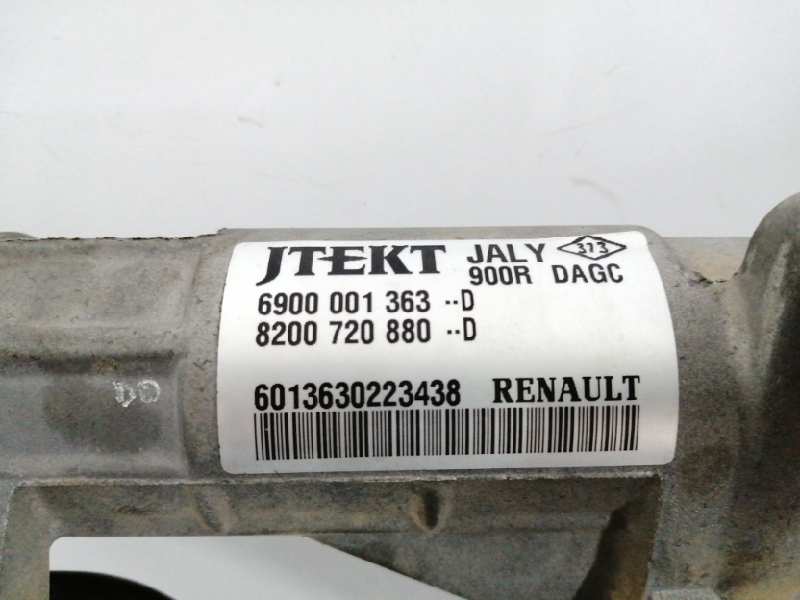 JTEKT JALY 313
900R DAGC
6900 001 363 --D
8200 720 880 --D
6013630223438 RENAULT